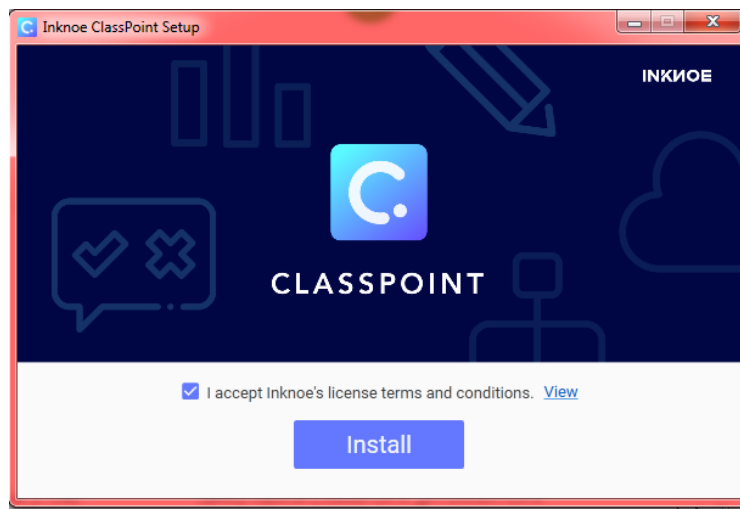 Inknoe ClassPoint Setup
INKNOE
C.
CLASSPOINT
I accept Inknoe's license terms and conditions. View
Install